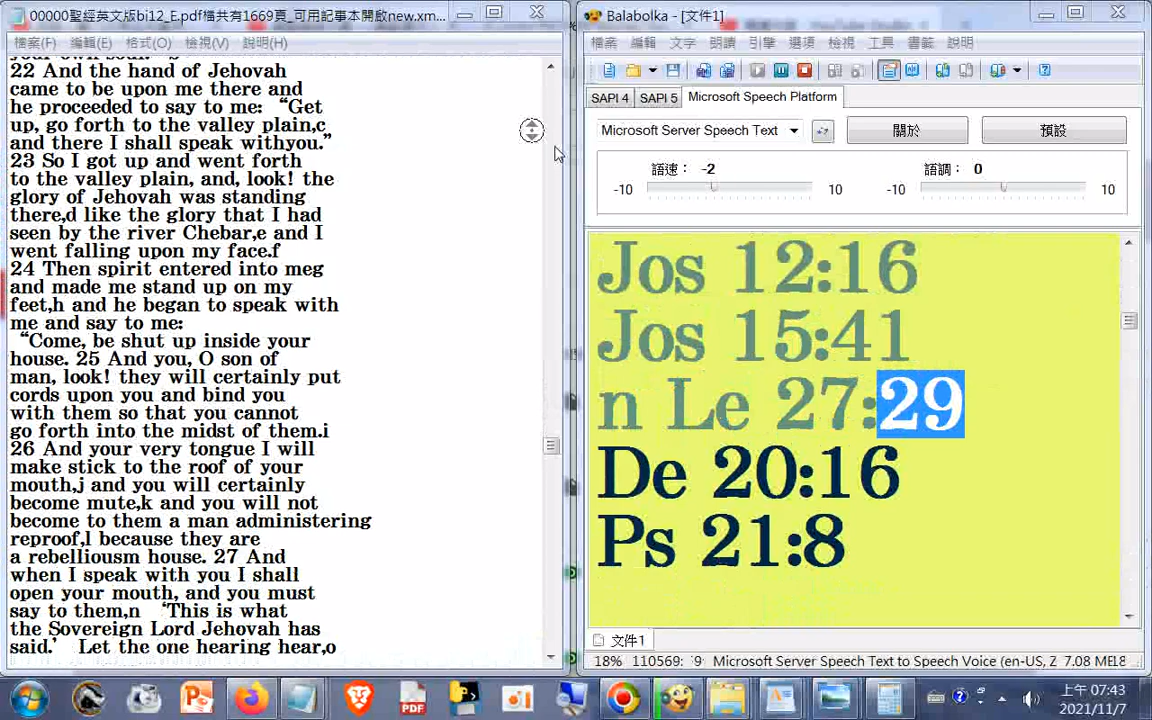 00000聖經英文版bi12_E.pdf檔共有1669頁_可用記事本開啟new.xm...
檔案(F) 編輯(E) 格式(O) 檢視(V) 說明(H)
22 And the hand of Jehovah
came to be upon me there and
he proceeded to say to me: “Get
up, go forth to the valley plain,c
and there I shall speak withyou.”
23 So I got up and went forth
to the valley plain, and, look! the
glory of Jehovah was standing
there,d like the glory that I had
seen by the river Chebar,e and I
went falling upon my face.f
24 Then spirit entered into meg
and made me stand up on my
feet,h and he began to speak with
me and say to me:
“Come, be shut up inside your
house. 25 And you, O son of
man, look! they will certainly put
cords upon you and bind you
with them so that you cannot
go forth into the midst of them.i
26 And your very tongue I will
make stick to the roof of your
mouth,j and you will certainly
become mute,k and you will not
become to them a man administering
reproof,l because they are
a rebelliousm house. 27 And
when I speak with you I shall
open your mouth, and you must
say to them,n ‘This is what
the Sovereign Lord Jehovah has
said.’ Let the one hearing hear,o
Balabolka - [文件1]
檔案 編輯 文字 朗讀 引擎 選項 檢視 工具 書籤 說明
SAPI 4 SAPI 5 Microsoft Speech Platform
Microsoft Server Speech Text 關於 預設
語速： -2 語調： 0
-10 10 -10 10
Jos 12:16
Jos 15:41
n Le 27:29
De 20:16
Ps 21:8
文件1
18% Microsoft Server Speech Text to Speech Voice (en-US, Z 7.08 ME
PDF
上午 07:43
2021/11/7